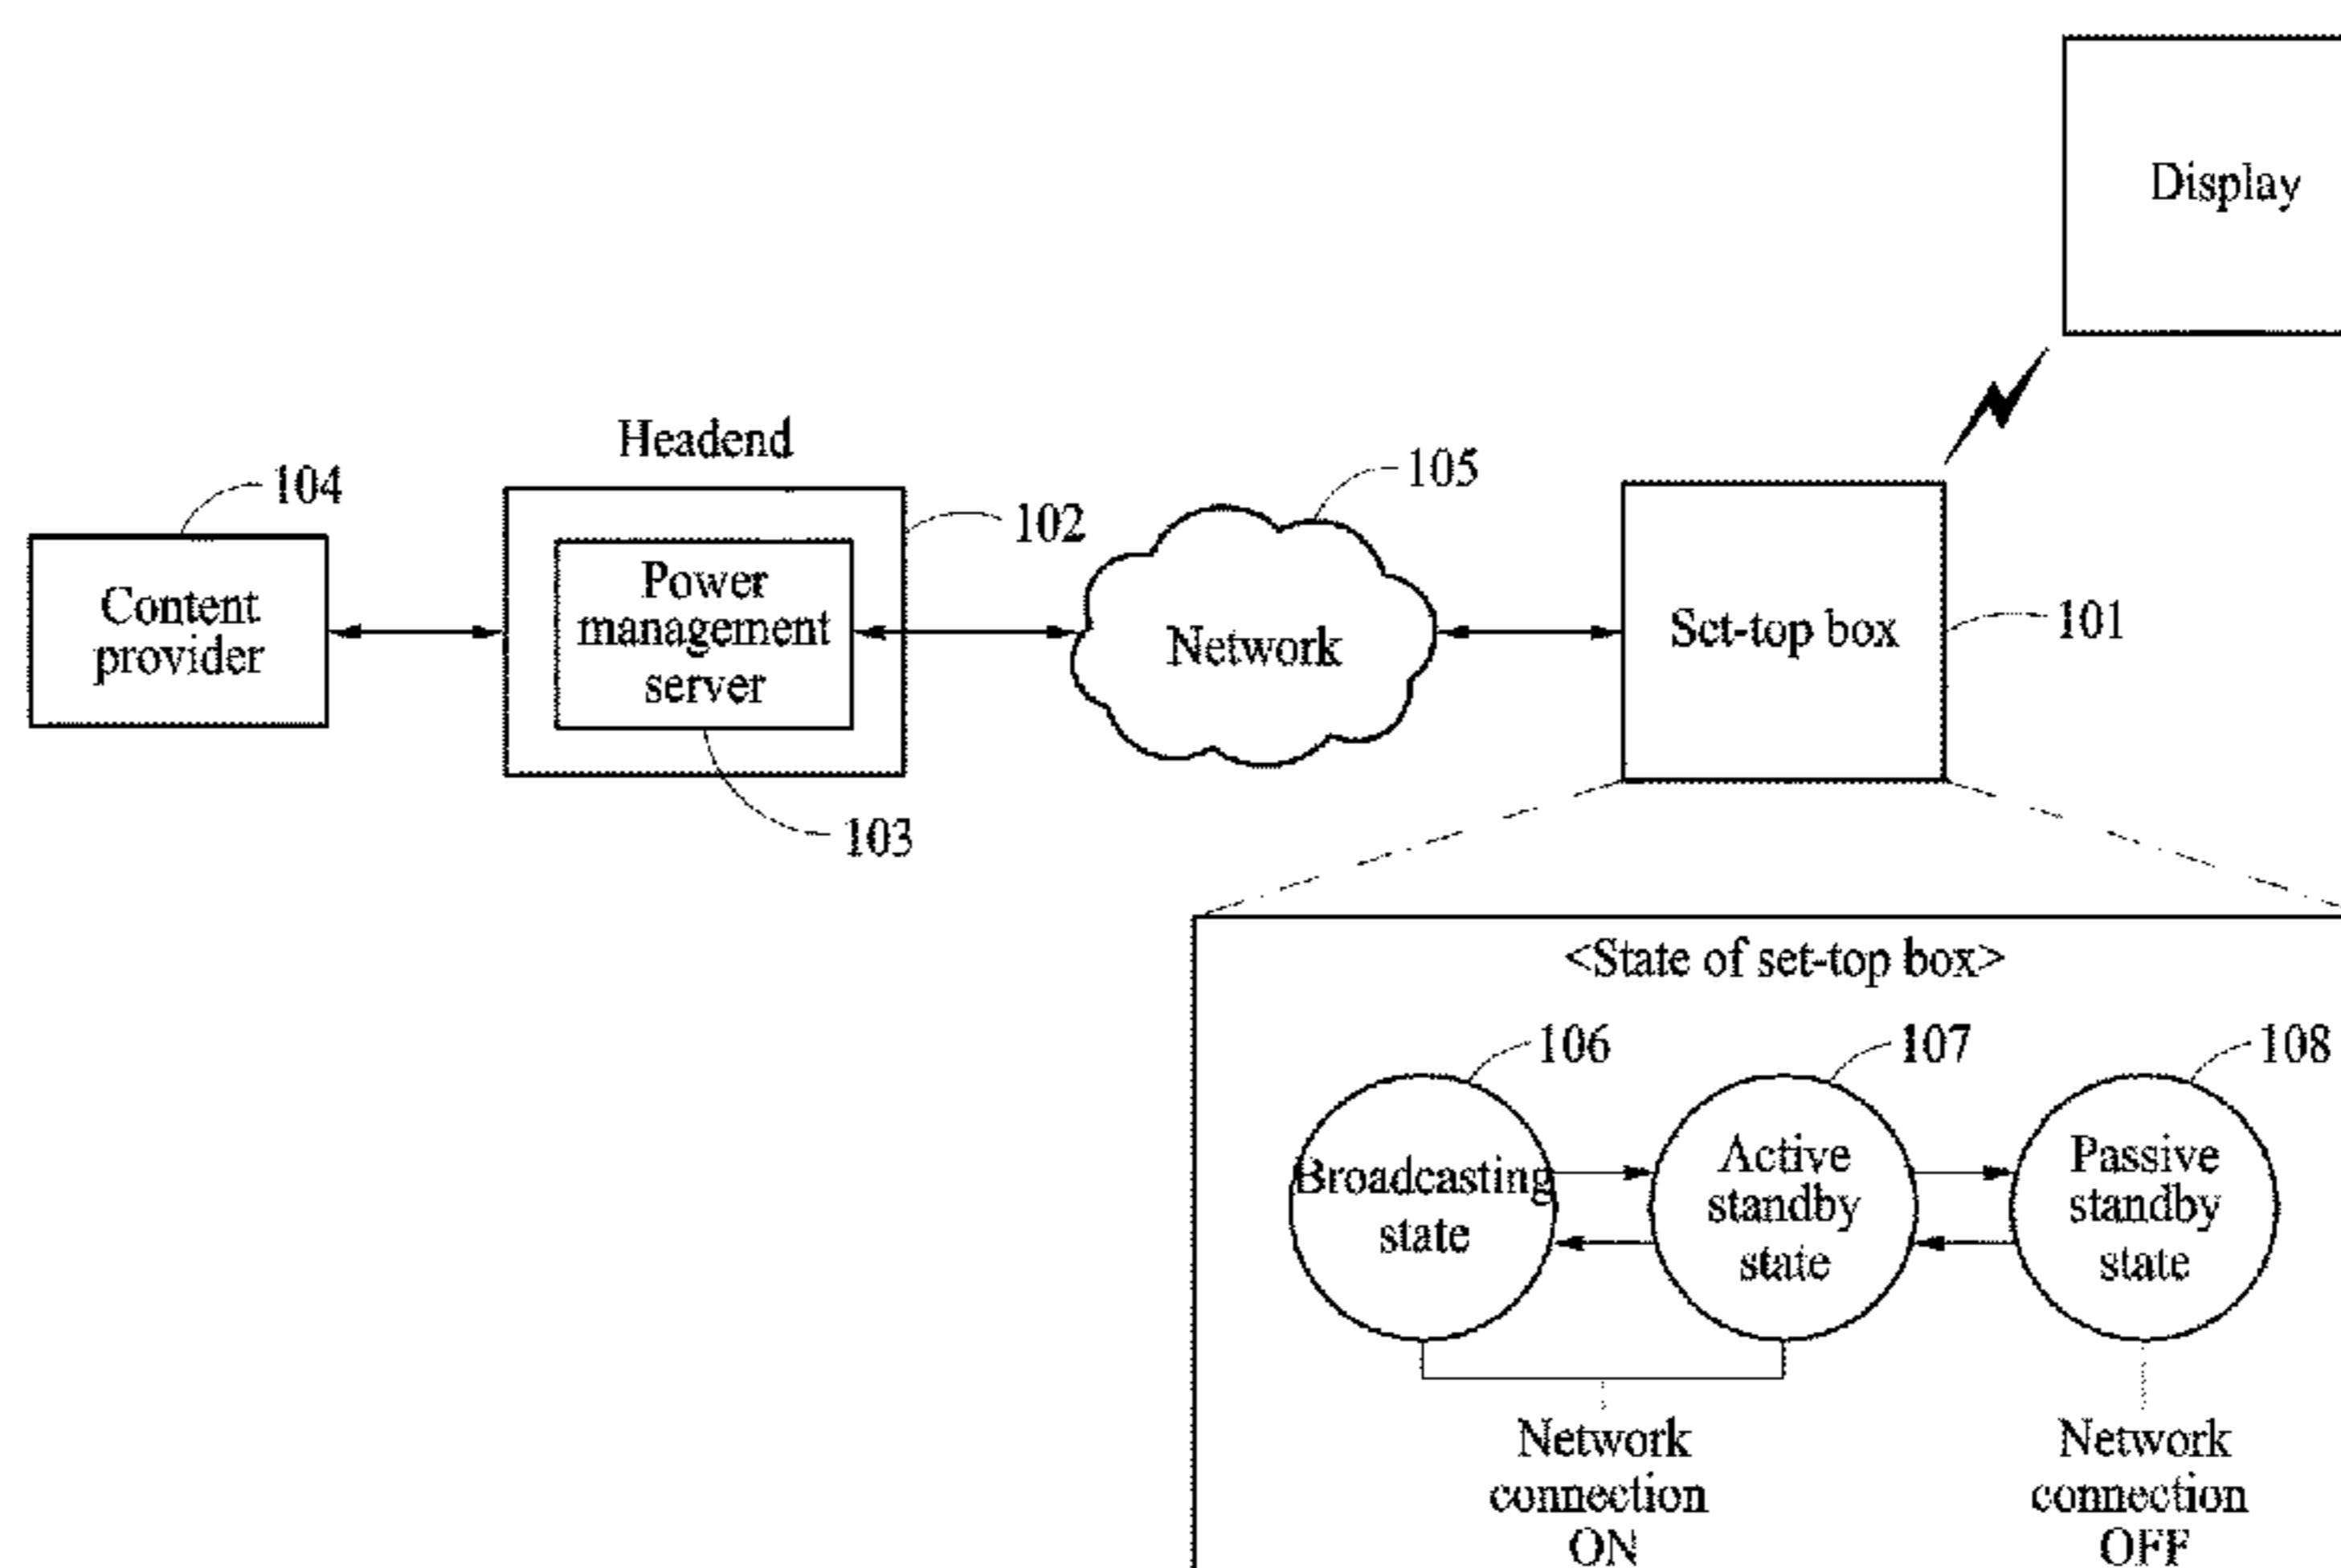 Display
Headend
104
105
102
Content
provider
Power
management
server
Network
Set-top box
101
103
<State of set-top box>
106
107
108
Broadcasting
state
Active
standby
state
Passive
standby
state
Network
connection
ON
Network
connection
OFF